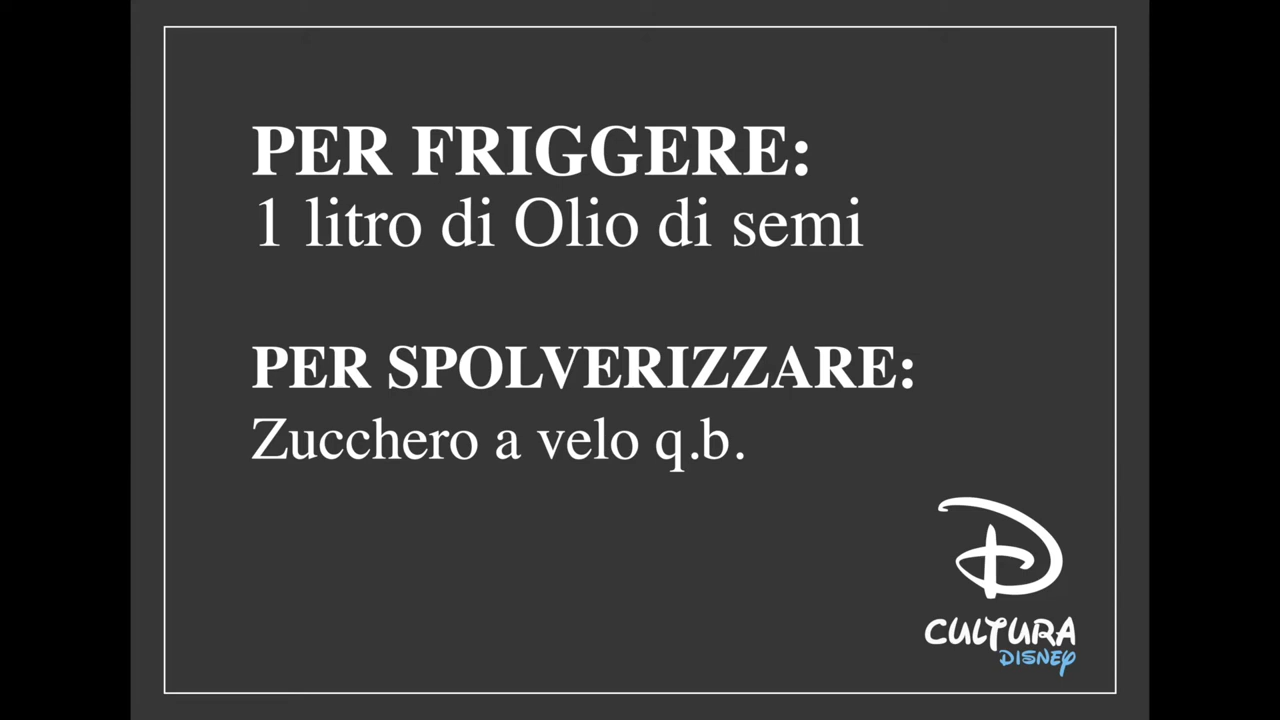 PER FRIGGERE:
1 litro di Olio di semi
PER SPOLVERIZZARE:
Zucchero a velo q.b.
D
CULTURA
DISNEY